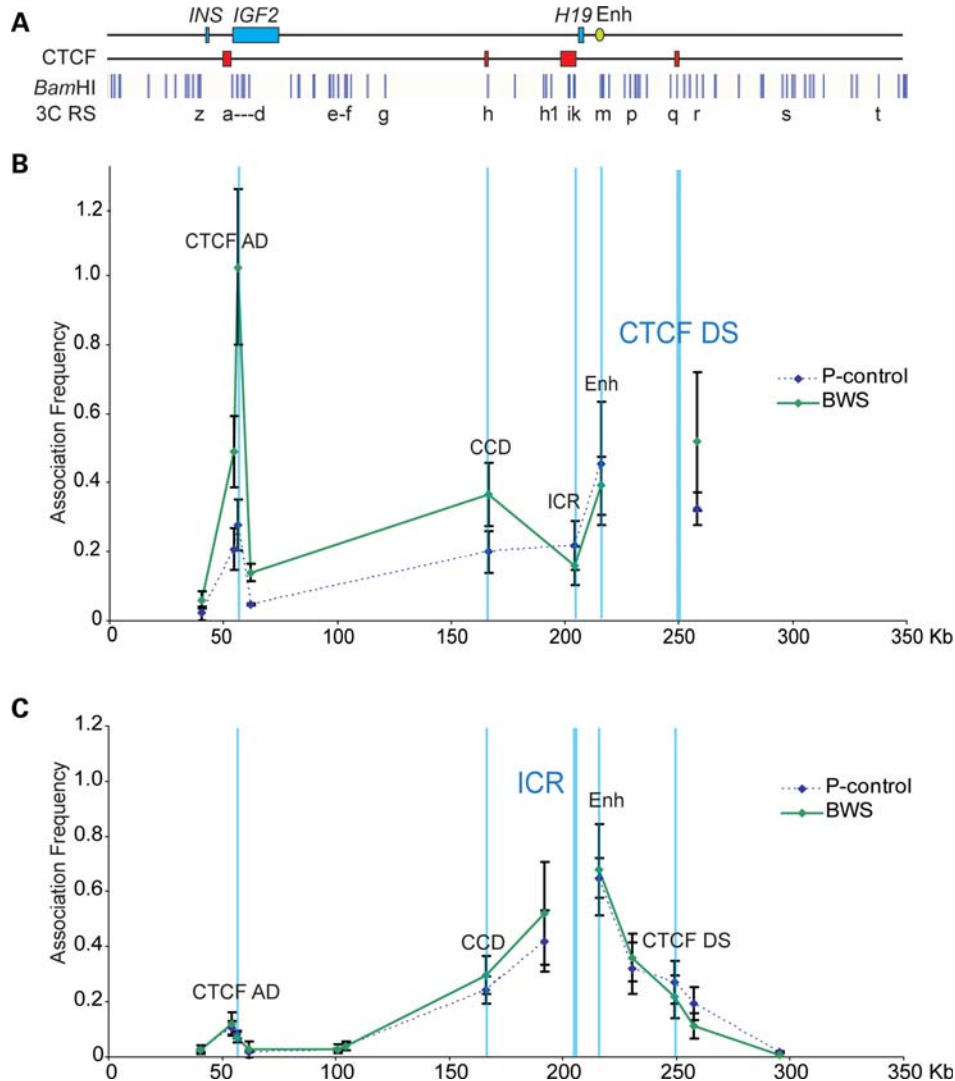 A
INS IGF2 H19 Enh
CTCF
BamHI
3C RS z a---d e-f g h h1 ik m p q r s t
B
Association Frequency
1.2
1.0
0.8
0.6
0.4
0.2
0
CTCF AD
CCD
ICR
Enh
CTCF DS
P-control
BWS
0 50 100 150 200 250 300 350 Kb
C
Association Frequency
1.2
1.0
0.8
0.6
0.4
0.2
0
CTCF AD
CCD
ICR
Enh
CTCF DS
P-control
BWS
0 50 100 150 200 250 300 350 Kb